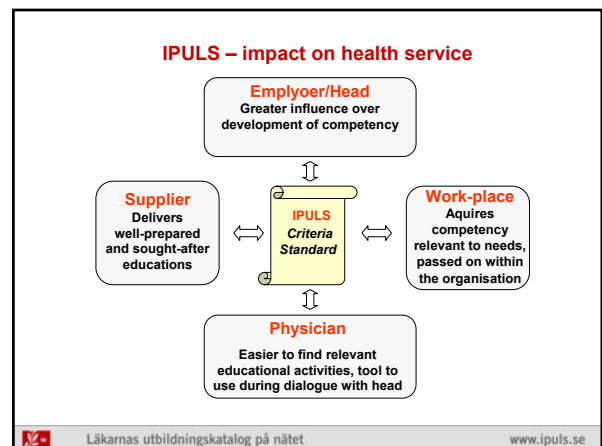 IPULS – impact on health service
Emplyoer/Head
Greater influence over
development of competency
Supplier
Delivers
well-prepared
and sought-after
educations
IPULS
Criteria
Standard
Work-place
Aquires
competency
relevant to needs,
passed on within
the organisation
Physician
Easier to find relevant
educational activities, tool to
use during dialogue with head
Läkarnas utbildningskatalog på nätet
www.ipuls.se